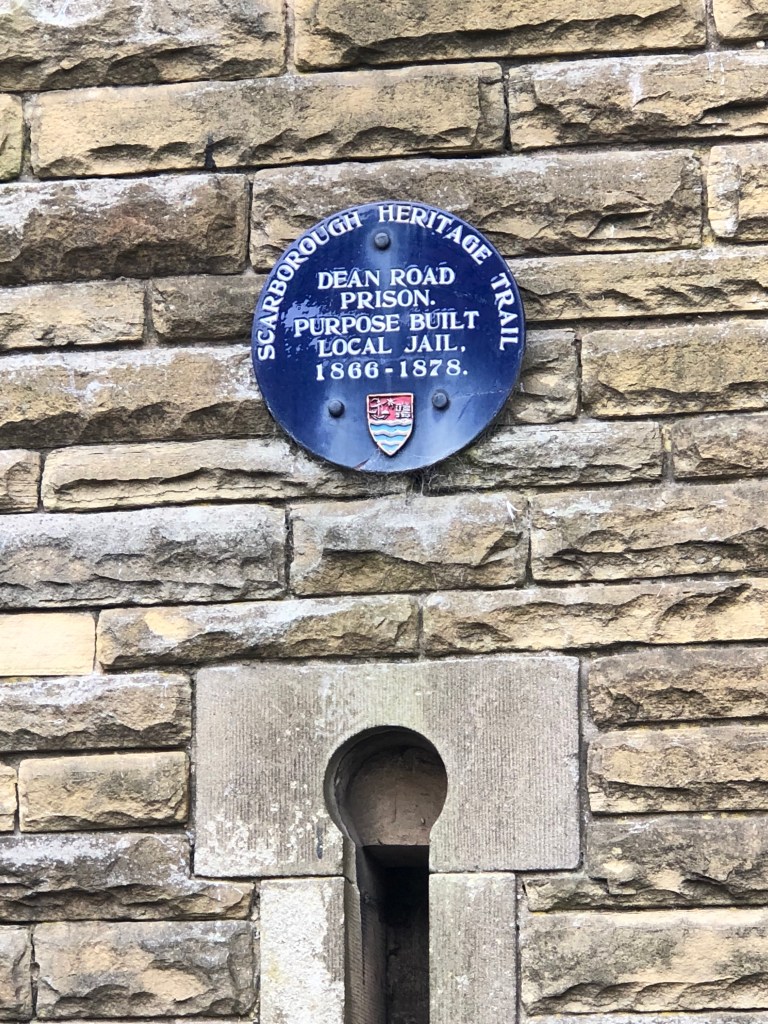 SCARBOROUGH HERITAGE TRAIL
DEAN ROAD
PRISON.
PURPOSE BUILT
LOCAL JAIL.
1866-1878.